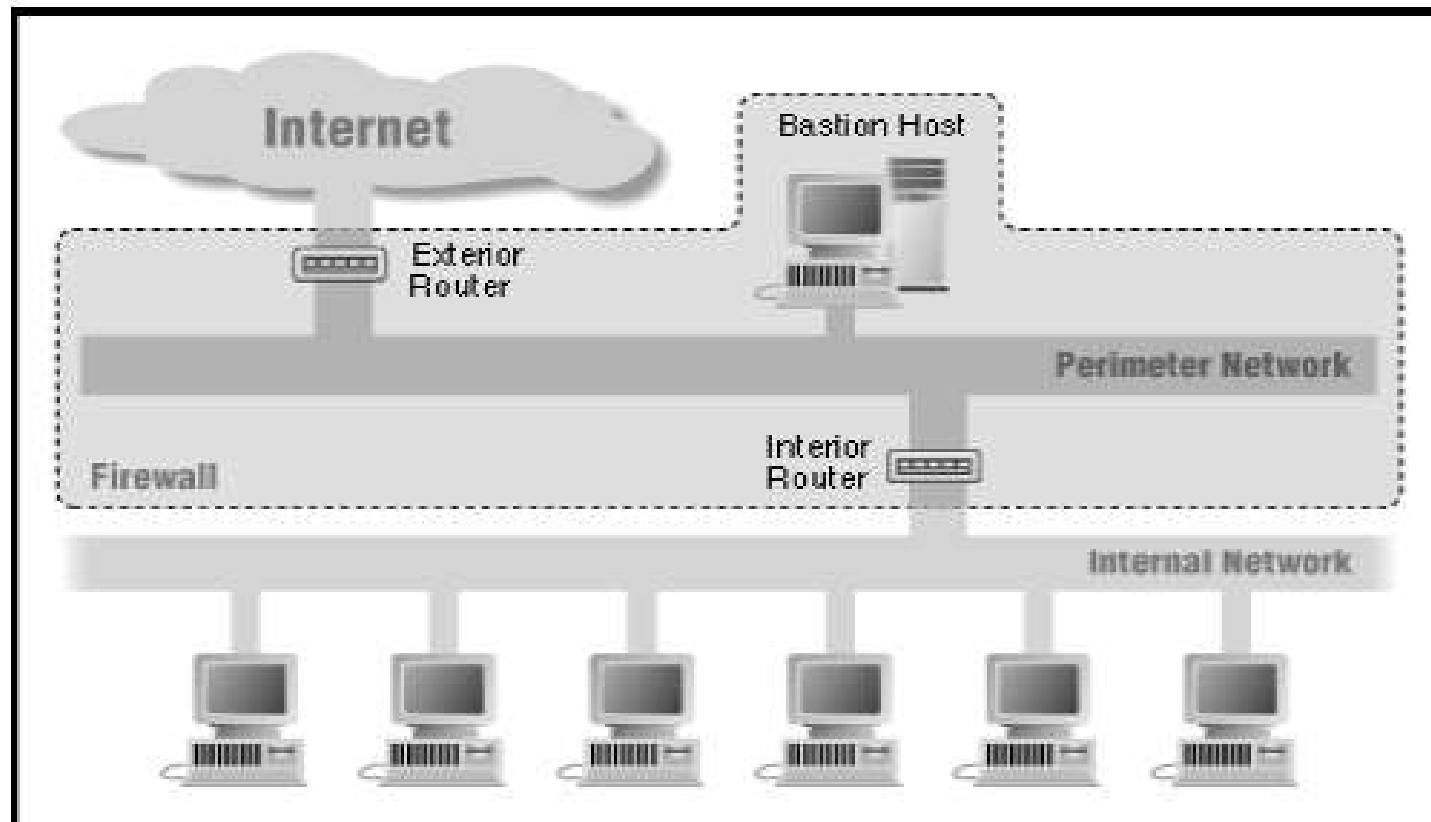 Internet
Bastion Host
Exterior
Router
Perimeter Network
Interior
Router
Firewall
Internal Network